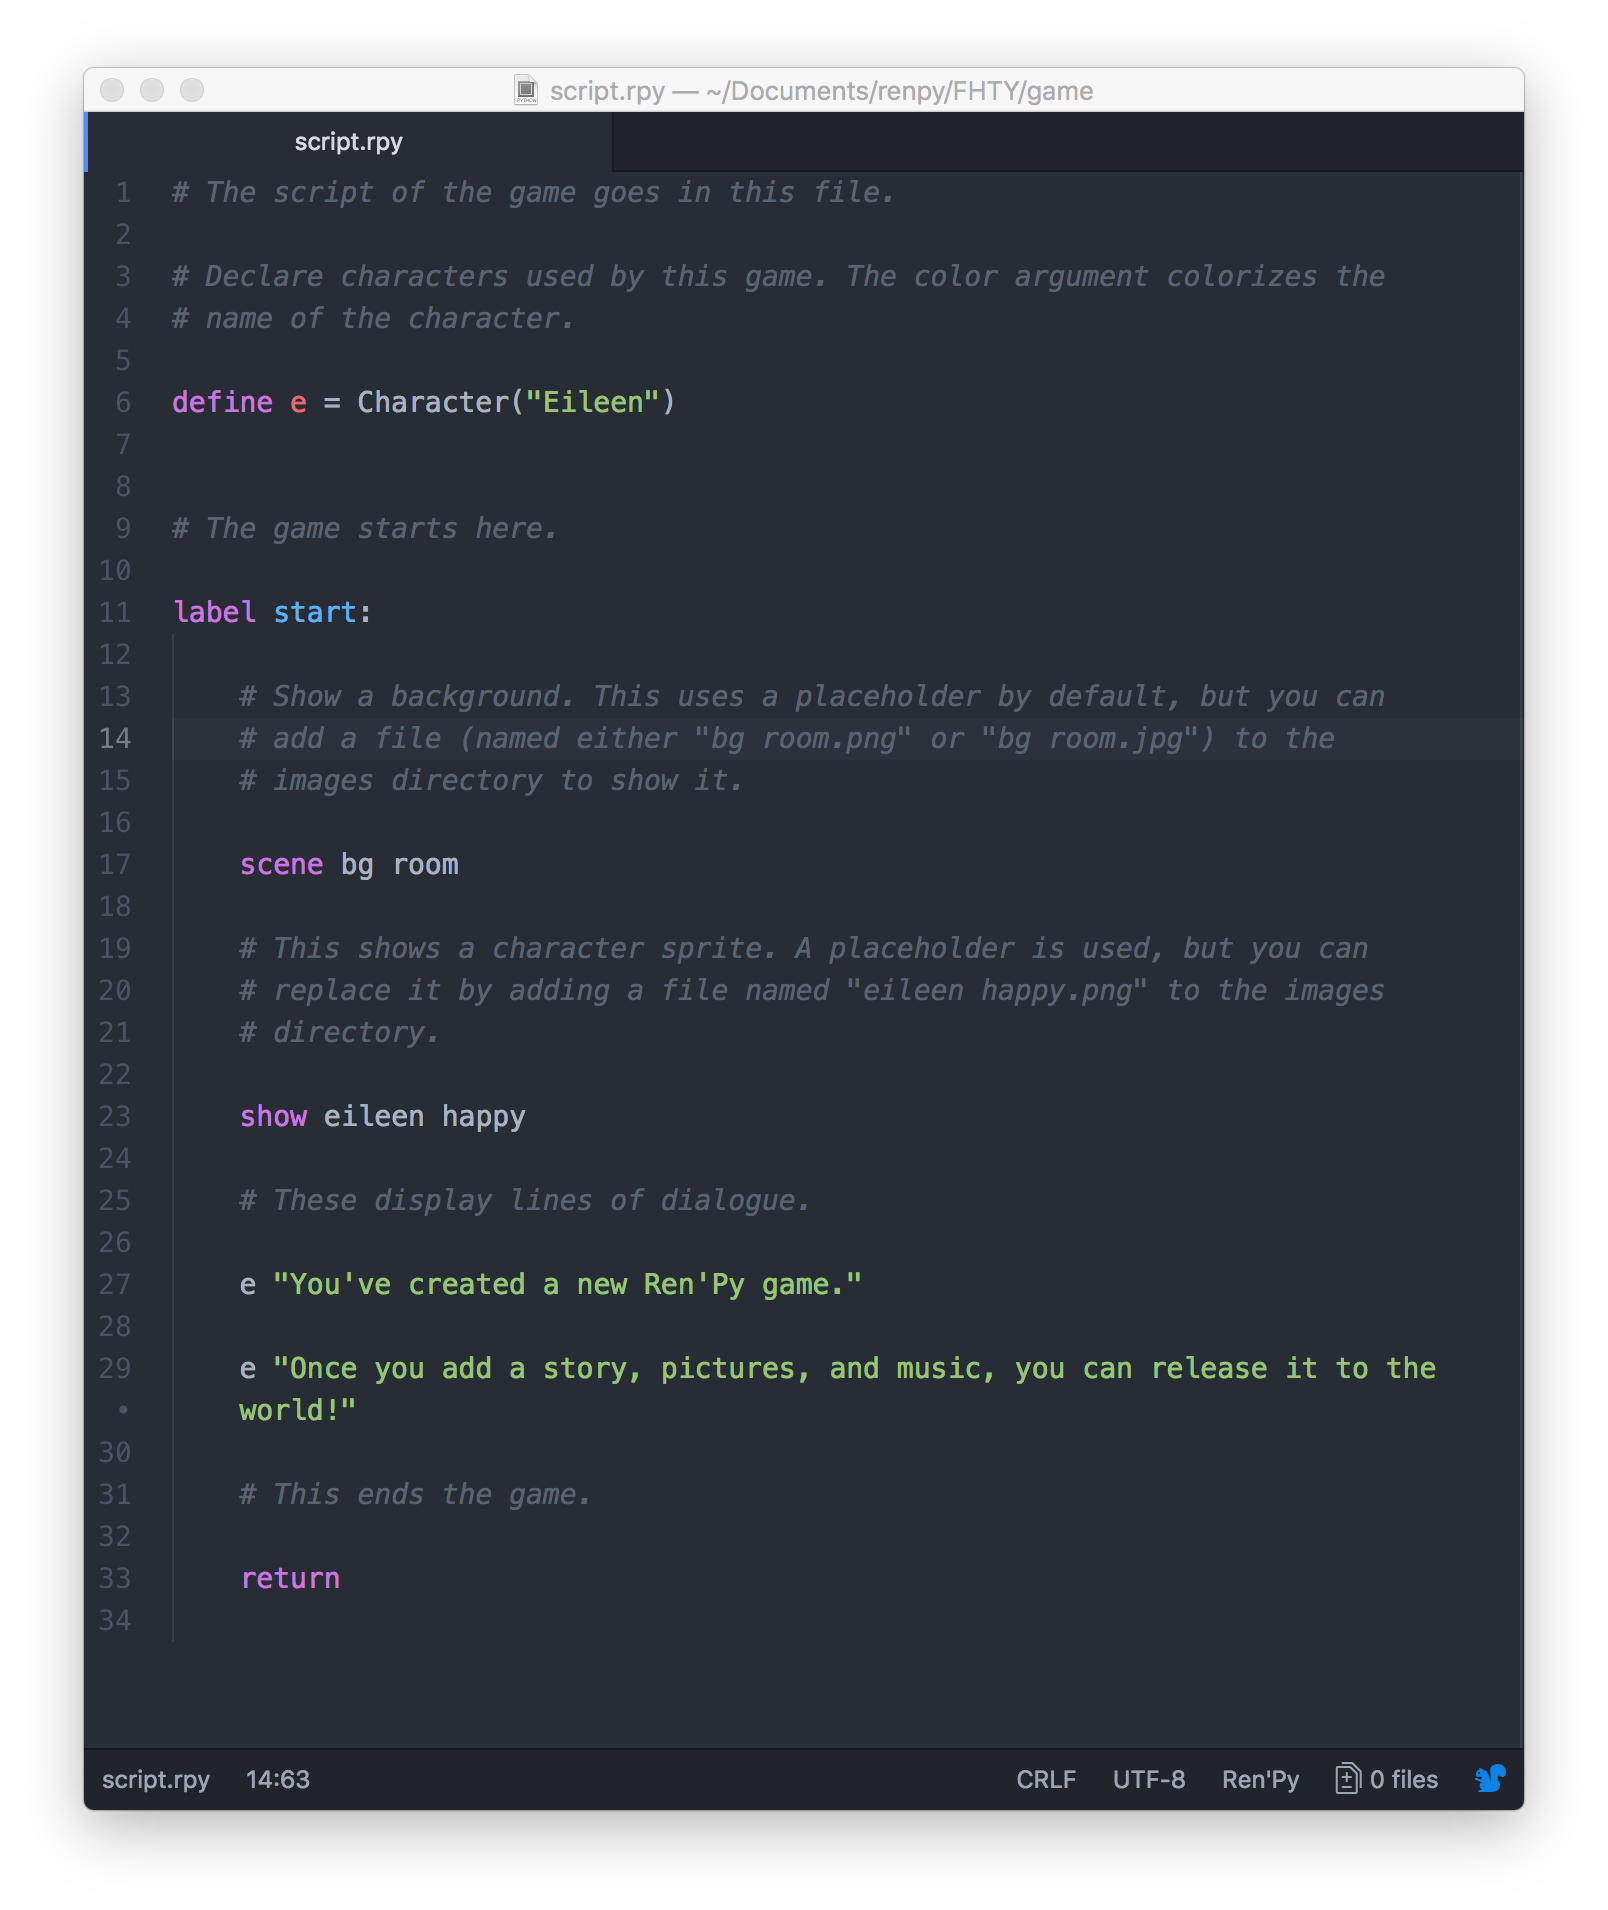 script.rpy — ~/Documents/renpy/FHTY/game
script.rpy
1 # The script of the game goes in this file.
2
3 # Declare characters used by this game. The color argument colorizes the
4 # name of the character.
5
6 define e = Character("Eileen")
7
8
9 # The game starts here.
10
11 label start:
12
13     # Show a background. This uses a placeholder by default, but you can
14     # add a file (named either "bg room.png" or "bg room.jpg") to the
15     # images directory to show it.
16
17     scene bg room
18
19     # This shows a character sprite. A placeholder is used, but you can
20     # replace it by adding a file named "eileen happy.png" to the images
21     # directory.
22
23     show eileen happy
24
25     # These display lines of dialogue.
26
27     e "You've created a new Ren'Py game."
28
29     e "Once you add a story, pictures, and music, you can release it to the
•     world!"
30
31     # This ends the game.
32
33     return
34
script.rpy 14:63 CRLF UTF-8 Ren'Py 0 files